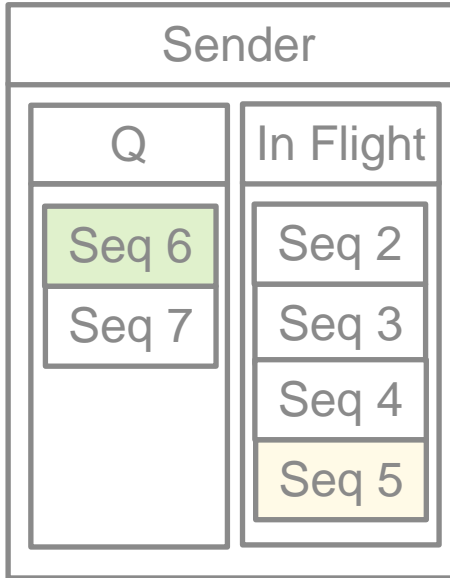 Sender
Q
Seq 6
Seq 7
In Flight
Seq 2
Seq 3
Seq 4
Seq 5